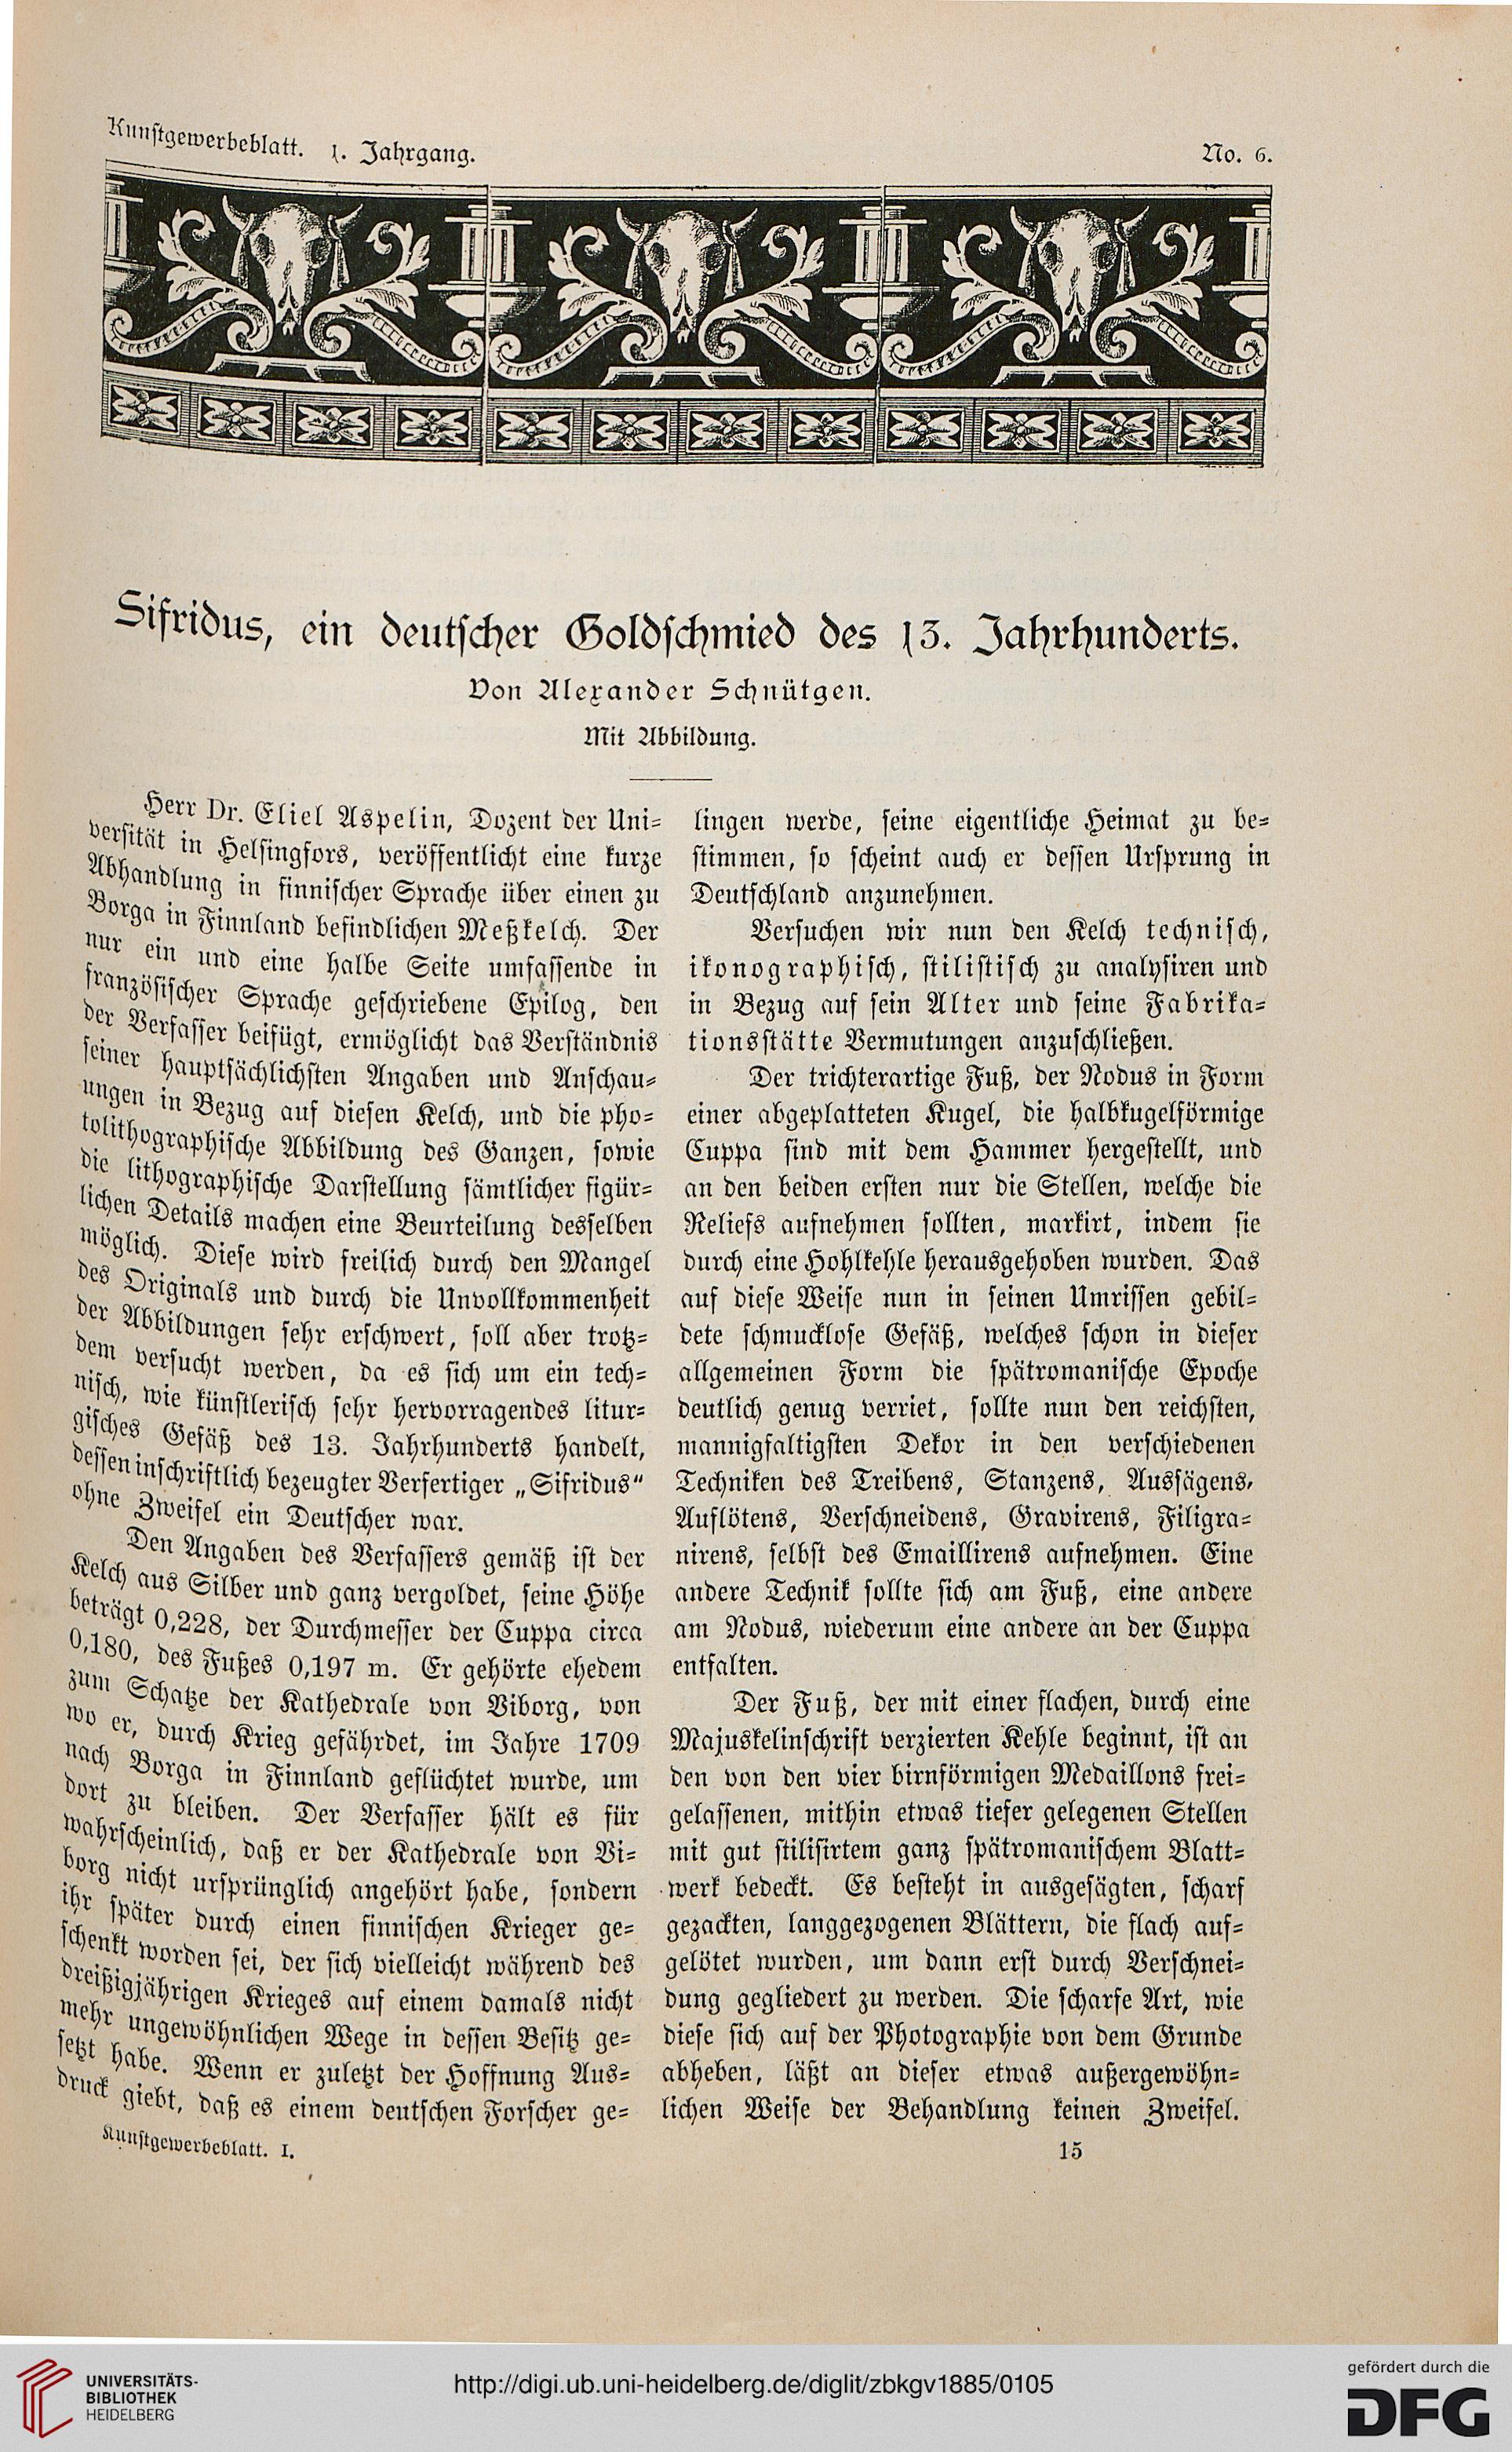 Kunstgewerbeblatt. 1. Jahrgang.
No. 6.
Sifridus, ein deutscher Goldschmied des 13. Jahrhunderts.
Von Alexander Schnütgen.
Mit Abbildung.
Herr Dr. Eliel Aspelin, Dozent der Uni-
versität in Helsingfors, veröffentlicht eine kurze
Abhandlung in finnischer Sprache über einen zu
Borga in Finnland befindlichen Meßkelch. Der
nur ein und eine halbe Seite umfassende in
französischer Sprache geschriebene Epilog, den
der Verfasser beifügt, ermöglicht das Verständnis
seiner hauptsächlichsten Angaben und Anschau-
ungen in Bezug auf diesen Kelch, und die pho-
tolithographische Abbildung des Ganzen, sowie
die lithographische Darstellung sämtlicher figür-
lichen Details machen eine Beurteilung desselben
möglich. Diese wird freilich durch den Mangel
des Originals und durch die Unvollkommenheit
der Abbildungen sehr erschwert, soll aber trotz-
dem versucht werden, da es sich um ein tech-
nisch, wie künstlerisch sehr hervorragendes litur-
gisches Gefäß des 13. Jahrhunderts handelt,
dessen inschriftlich bezeugter Verfertiger „Sifridus“
ohne Zweifel ein Deutscher war.
Den Angaben des Verfassers gemäß ist der
Kelch aus Silber und ganz vergoldet, seine Höhe
beträgt 0,228, der Durchmesser der Cuppa circa
0,180, des Fußes 0,197 m. Er gehörte ehedem
zum Schatze der Kathedrale von Viborg, von
wo er, durch Krieg gefährdet, im Jahre 1709
nach Borga in Finnland geflüchtet wurde, um
dort zu bleiben. Der Verfasser hält es für
wahrscheinlich, daß er der Kathedrale von Vi-
borg nicht ursprünglich angehört habe, sondern
ihr später durch einen finnischen Krieger ge-
schenkt worden sei, der sich vielleicht während des
dreißigjährigen Krieges auf einem damals nicht
mehr ungewöhnlichen Wege in dessen Besitz ge-
setzt habe. Wenn er zuletzt der Hoffnung Aus-
druck giebt, daß es einem deutschen Forscher ge-
lingen werde, seine eigentliche Heimat zu be-
stimmen, so scheint auch er dessen Ursprung in
Deutschland anzunehmen.
Versuchen wir nun den Kelch technisch,
ikonographisch, stilistisch zu analysiren und
in Bezug auf sein Alter und seine Fabrika-
tionsstätte Vermutungen anzuschließen.
Der trichterartige Fuß, der Nodus in Form
einer abgeplatteten Kugel, die halbkugelförmige
Cuppa sind mit dem Hammer hergestellt, und
an den beiden ersten nur die Stellen, welche die
Reliefs aufnehmen sollten, markirt, indem sie
durch eine Hohlkehle herausgehoben wurden. Das
auf diese Weise nun in seinen Umrissen gebil-
dete schmucklose Gefäß, welches schon in dieser
allgemeinen Form die spätromanische Epoche
deutlich genug verriet, sollte nun den reichsten,
mannigfaltigsten Dekor in den verschiedenen
Techniken des Treibens, Stanzens, Aussägens,
Auflötens, Verschneidens, Gravirens, Filigra-
nirens, selbst des Emaillirens aufnehmen. Eine
andere Technik sollte sich am Fuß, eine andere
am Nodus, wiederum eine andere an der Cuppa
entfalten.
Der Fuß, der mit einer flachen, durch eine
Majuskelinschrift verzierten Kehle beginnt, ist an
den von den vier birnförmigen Medaillons frei-
gelassenen, mithin etwas tiefer gelegenen Stellen
mit gut stilisirtem ganz spätromanischem Blatt-
werk bedeckt. Es besteht in ausgesägten, scharf
gezackten, langgezogenen Blättern, die flach auf-
gelötet wurden, um dann erst durch Verschnei-
dung gegliedert zu werden. Die scharfe Art, wie
diese sich auf der Photographie von dem Grunde
abheben, läßt an dieser etwas außergewöhn-
lichen Weise der Behandlung keinen Zweifel.
Kunstgewerbeblatt. I.
15
UNIVERSITÄTS-
BIBLIOTHEK
HEIDELBERG
http://digi.ub.uni-heidelberg.de/diglit/zbkgv1885/0105
gefördert durch die
DFG